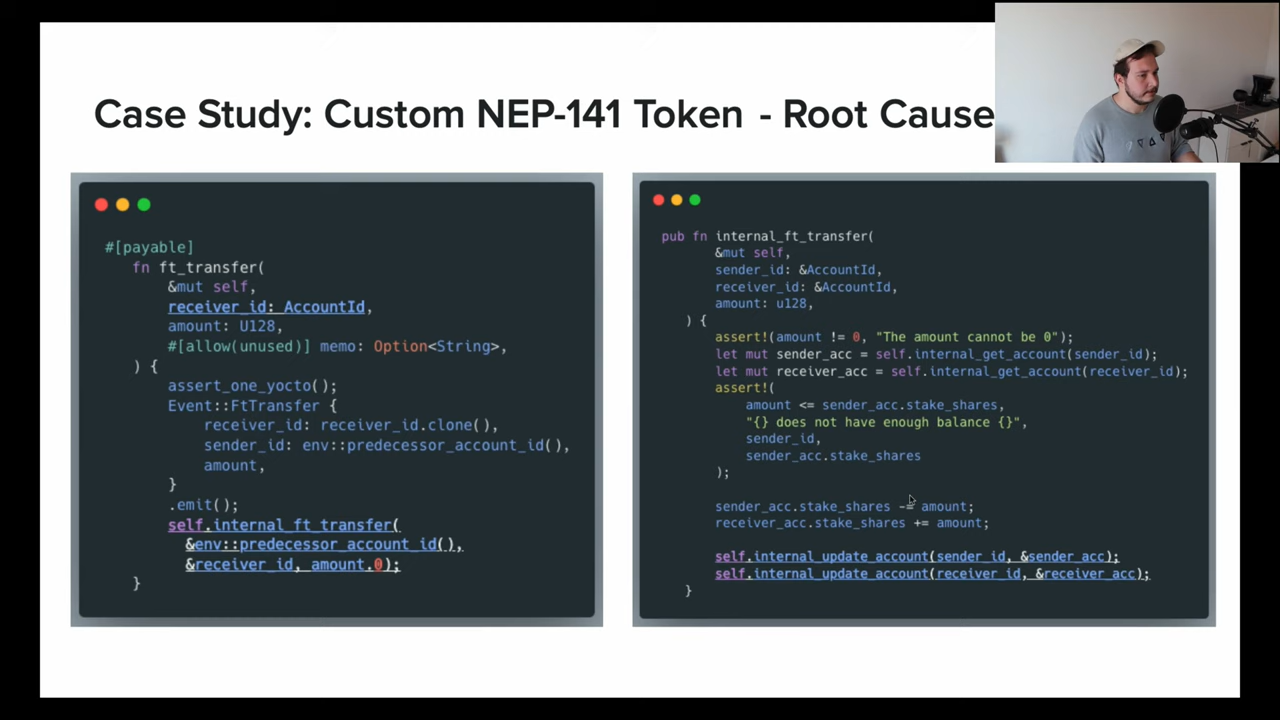 Case Study: Custom NEP-141 Token - Root Cause
#[payable]
fn ft_transfer(
&mut self,
receiver_id: AccountId,
amount: U128,
#[allow(unused)] memo: Option<String>,
) {
assert_one_yocto();
Event::FtTransfer {
receiver_id: receiver_id.clone(),
sender_id: env::predecessor_account_id(),
amount,
}
.emit();
self.internal_ft_transfer(
&env::predecessor_account_id(),
&receiver_id, amount.0);
}
pub fn internal_ft_transfer(
&mut self,
sender_id: &AccountId,
receiver_id: &AccountId,
amount: u128,
) {
assert!(amount != 0, "The amount cannot be 0");
let mut sender_acc = self.internal_get_account(sender_id);
let mut receiver_acc = self.internal_get_account(receiver_id);
assert!(
amount <= sender_acc.stake_shares,
"{} does not have enough balance {}",
sender_id,
sender_acc.stake_shares
);
sender_acc.stake_shares -= amount;
receiver_acc.stake_shares += amount;
self.internal_update_account(sender_id, &sender_acc);
self.internal_update_account(receiver_id, &receiver_acc);
}